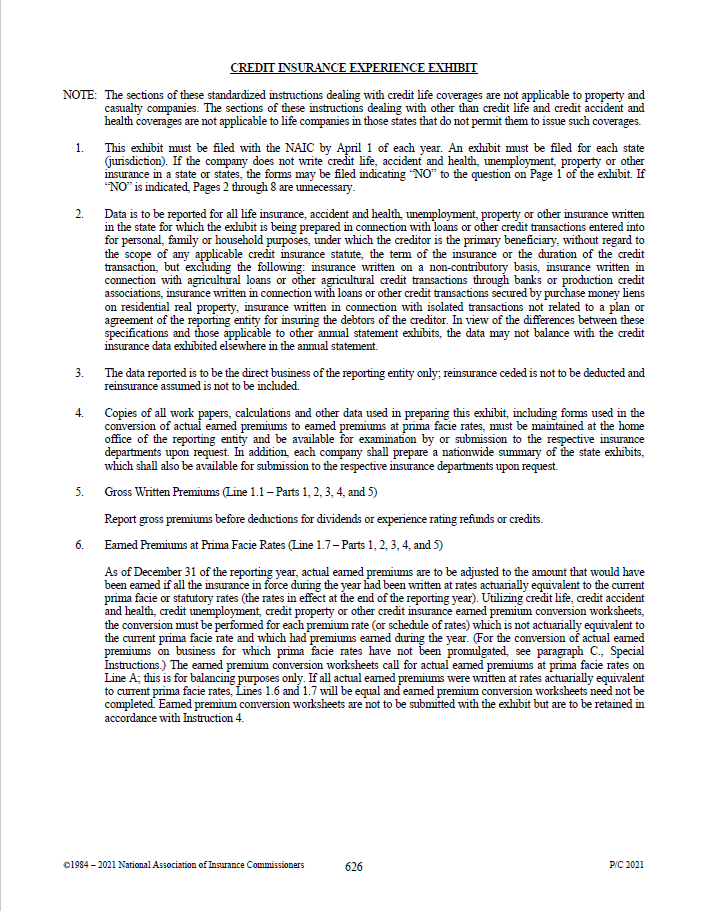 CREDIT INSURANCE EXPERIENCE EXHIBIT
NOTE: The sections of these standardized instructions dealing with credit life coverages are not applicable to property and
casualty companies. The sections of these instructions dealing with other than credit life and credit accident and
health coverages are not applicable to life companies in those states that do not permit them to issue such coverages.
1. This exhibit must be filed with the NAIC by April 1 of each year. An exhibit must be filed for each state
(jurisdiction). If the company does not write credit life, accident and health, unemployment, property or other
insurance in a state or states, the forms may be filed indicating “NO” to the question on Page 1 of the exhibit. If
“NO” is indicated, Pages 2 through 8 are unnecessary.
2. Data is to be reported for all life insurance, accident and health, unemployment, property or other insurance written
in the state for which the exhibit is being prepared in connection with loans or other credit transactions entered into
for personal, family or household purposes, under which the creditor is the primary beneficiary, without regard to
the scope of any applicable credit insurance statute, the term of the insurance or the duration of the credit
transaction, but excluding the following: insurance written on a non-contributory basis, insurance written in
connection with agricultural loans or other agricultural credit transactions through banks or production credit
associations, insurance written in connection with loans or other credit transactions secured by purchase money liens
on residential real property, insurance written in connection with isolated transactions not related to a plan or
agreement of the reporting entity for insuring the debtors of the creditor. In view of the differences between these
specifications and those applicable to other annual statement exhibits, the data may not balance with the credit
insurance data exhibited elsewhere in the annual statement.
3. The data reported is to be the direct business of the reporting entity only; reinsurance ceded is not to be deducted and
reinsurance assumed is not to be included.
4. Copies of all work papers, calculations and other data used in preparing this exhibit, including forms used in the
conversion of actual earned premiums to earned premiums at prima facie rates, must be maintained at the home
office of the reporting entity and be available for examination by or submission to the respective insurance
departments upon request. In addition, each company shall prepare a nationwide summary of the state exhibits,
which shall also be available for submission to the respective insurance departments upon request.
5. Gross Written Premiums (Line 1.1 – Parts 1, 2, 3, 4, and 5)
Report gross premiums before deductions for dividends or experience rating refunds or credits.
6. Earned Premiums at Prima Facie Rates (Line 1.7 – Parts 1, 2, 3, 4, and 5)
As of December 31 of the reporting year, actual earned premiums are to be adjusted to the amount that would have
been earned if all the insurance in force during the year had been written at rates actuarially equivalent to the current
prima facie or statutory rates (the rates in effect at the end of the reporting year). Utilizing credit life, credit accident
and health, credit unemployment, credit property or other credit insurance earned premium conversion worksheets,
the conversion must be performed for each premium rate (or schedule of rates) which is not actuarially equivalent to
the current prima facie rate and which had premiums earned during the year. (For the conversion of actual earned
premiums on business for which prima facie rates have not been promulgated, see paragraph C., Special
Instructions.) The earned premium conversion worksheets call for actual earned premiums at prima facie rates on
Line A; this is for balancing purposes only. If all actual earned premiums were written at rates actuarially equivalent
to current prima facie rates, Lines 1.6 and 1.7 will be equal and earned premium conversion worksheets need not be
completed. Earned premium conversion worksheets are not to be submitted with the exhibit but are to be retained in
accordance with Instruction 4.
©1984 – 2021 National Association of Insurance Commissioners 626 P/C 2021